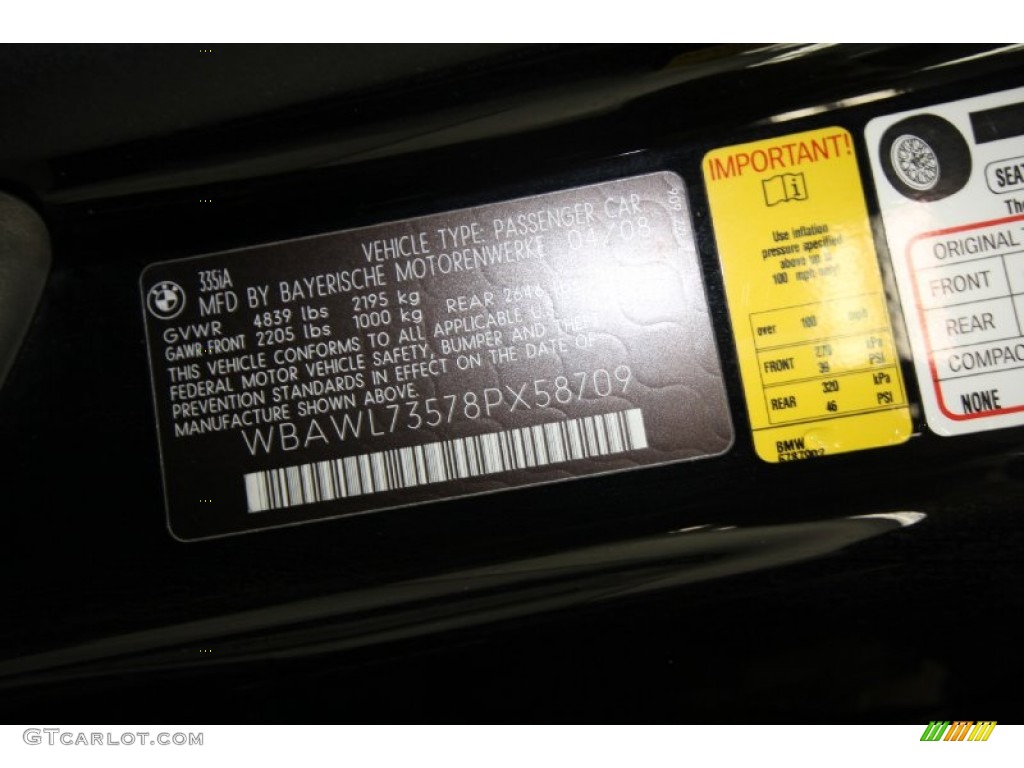 VEHICLE TYPE: PASSENGER CAR
335iA
MFD BY BAYERISCHE MOTORENWERKE 04/08
GVWR 4839 lbs 2195 kg
GAWR-FRONT 2205 lbs 1000 kg REAR 2646
THIS VEHICLE CONFORMS TO ALL APPLICABLE U.S.
FEDERAL MOTOR VEHICLE SAFETY, BUMPER AND THEFT
PREVENTION STANDARDS IN EFFECT ON THE DATE OF
MANUFACTURE SHOWN ABOVE.
WBAWL73578PX58709
IMPORTANT!
i
Use inflation
pressure specified
above up to
100 mph only!
over 100 mph
FRONT 270 kPa
39 PSI
REAR 320 kPa
46 PSI
BMW
SEAT
The
ORIGINAL
FRONT
REAR
COMPAC
NONE
GTCARLOT.COM